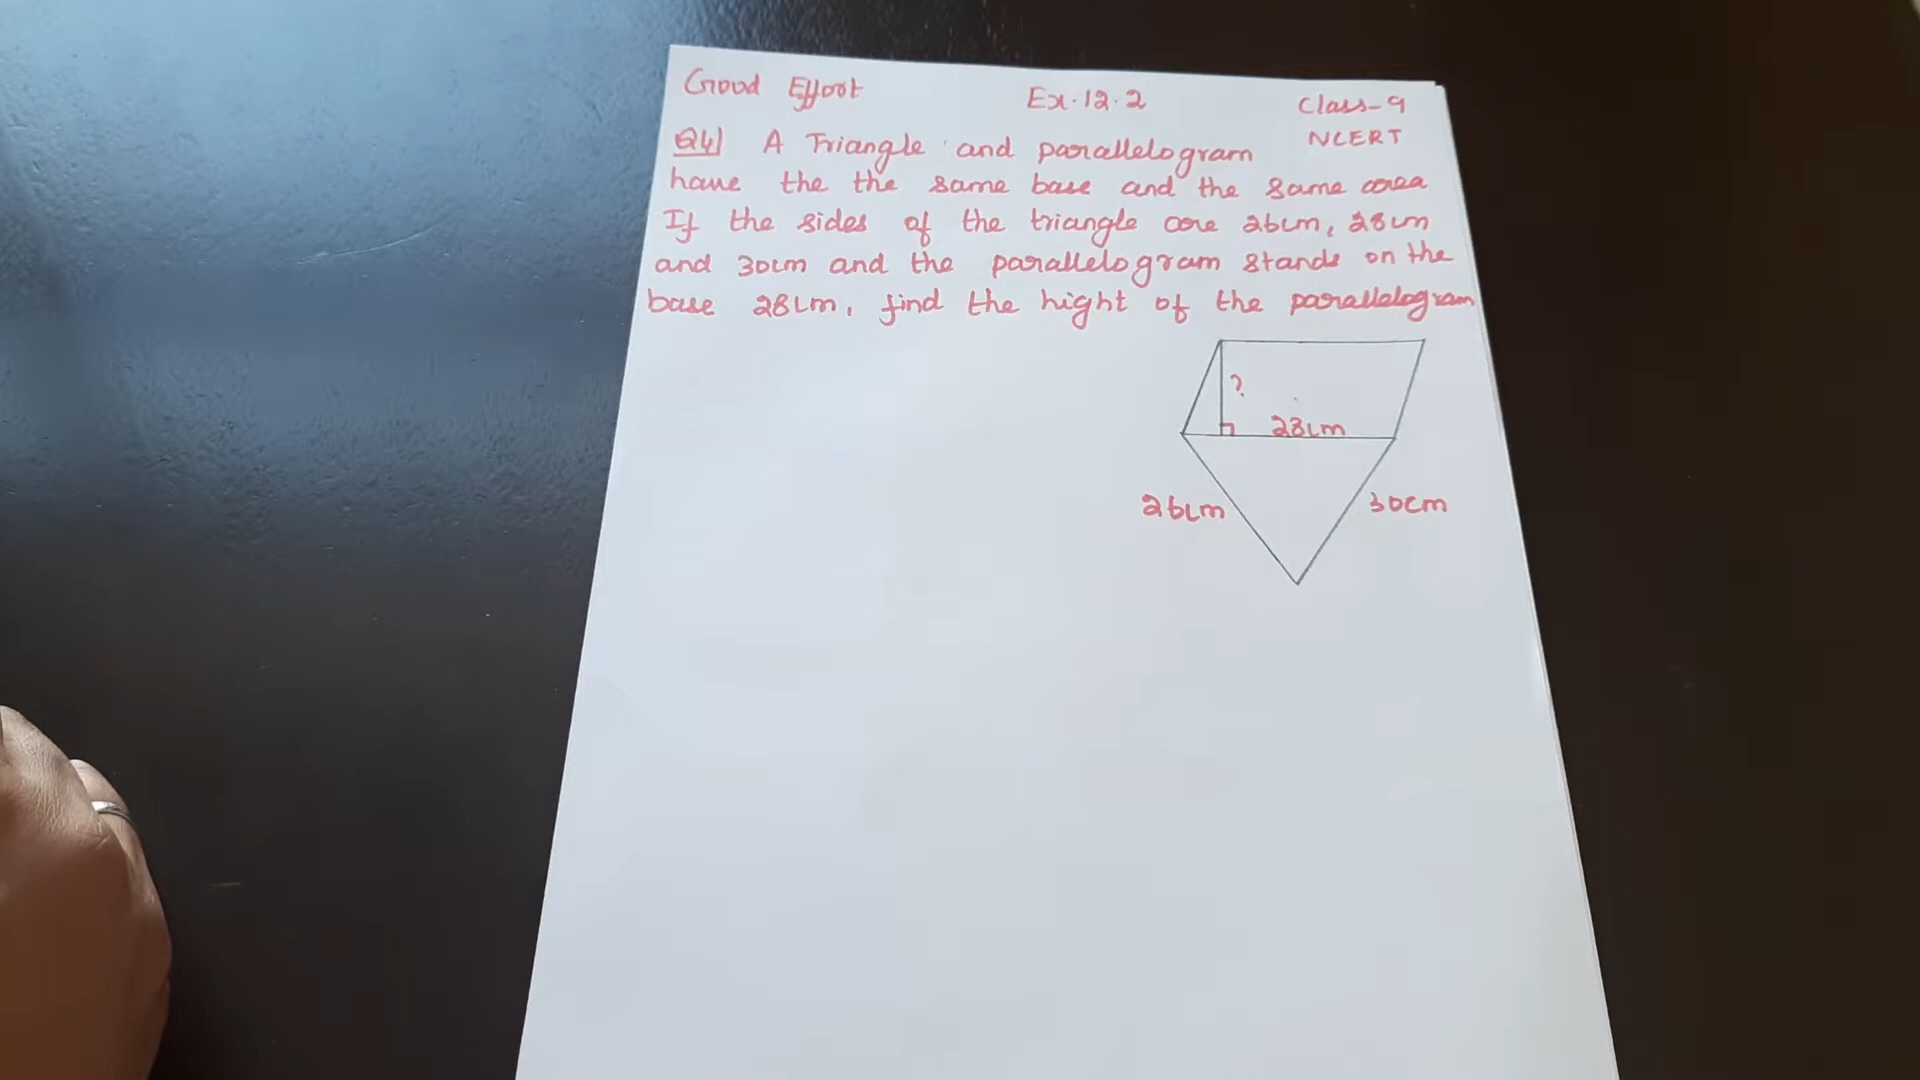 Good Effort Ex.12.2 Class-9
NCERT
Q4) A Triangle and parallelogram
have the the same base and the same area
If the sides of the triangle are 26cm, 28cm
and 30cm and the parallelogram stands on the
base 28cm, find the hight of the parallelogram
?
28cm
26cm 30cm